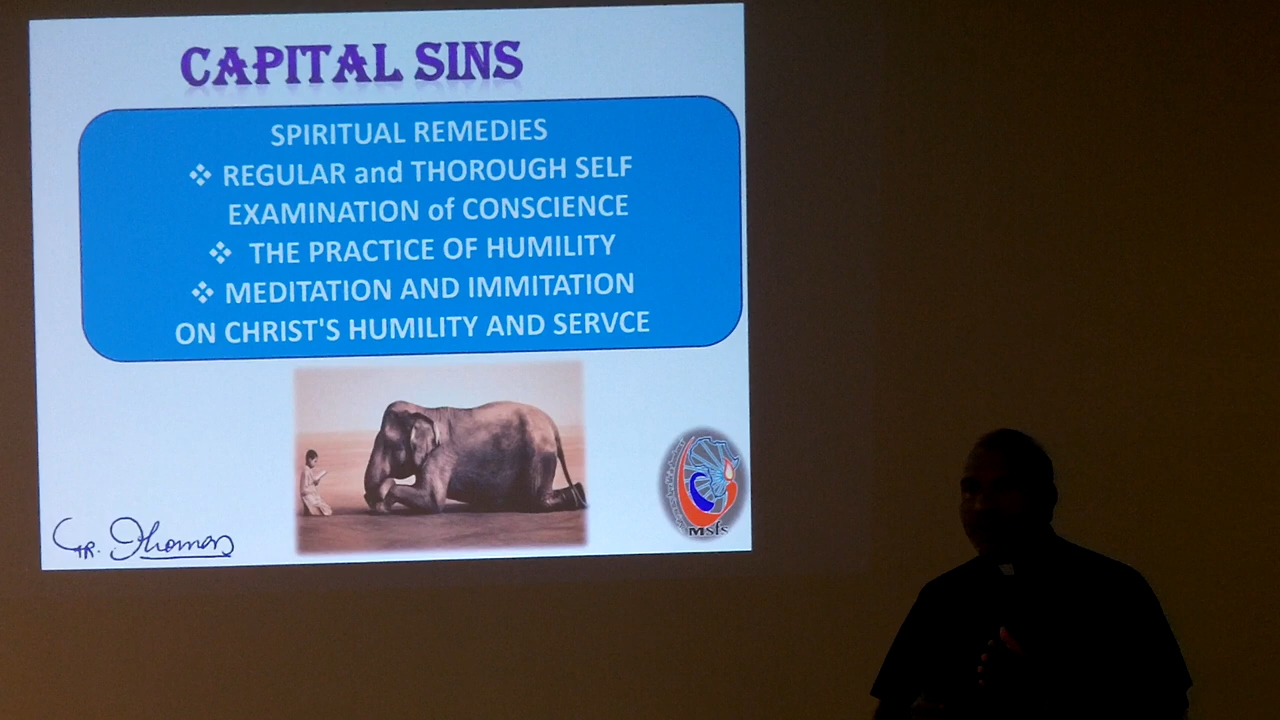 CAPITAL SINS
SPIRITUAL REMEDIES
❖ REGULAR and THOROUGH SELF
EXAMINATION of CONSCIENCE
❖ THE PRACTICE OF HUMILITY
❖ MEDITATION AND IMMITATION
ON CHRIST'S HUMILITY AND SERVCE
FR. Thomas
Msfs